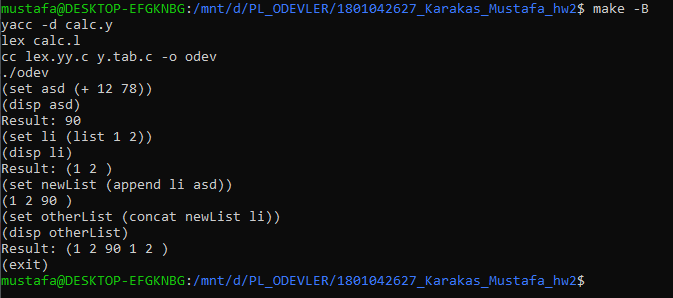 mustafa@DESKTOP-EFGKNBG:/mnt/d/PL_ODEVLER/1801042627_Karakas_Mustafa_hw2$ make -B
yacc -d calc.y
lex calc.l
cc lex.yy.c y.tab.c -o odev
./odev
(set asd (+ 12 78))
(disp asd)
Result: 90
(set li (list 1 2))
(disp li)
Result: (1 2 )
(set newList (append li asd))
(1 2 90 )
(set otherList (concat newList li))
(disp otherList)
Result: (1 2 90 1 2 )
(exit)
mustafa@DESKTOP-EFGKNBG:/mnt/d/PL_ODEVLER/1801042627_Karakas_Mustafa_hw2$